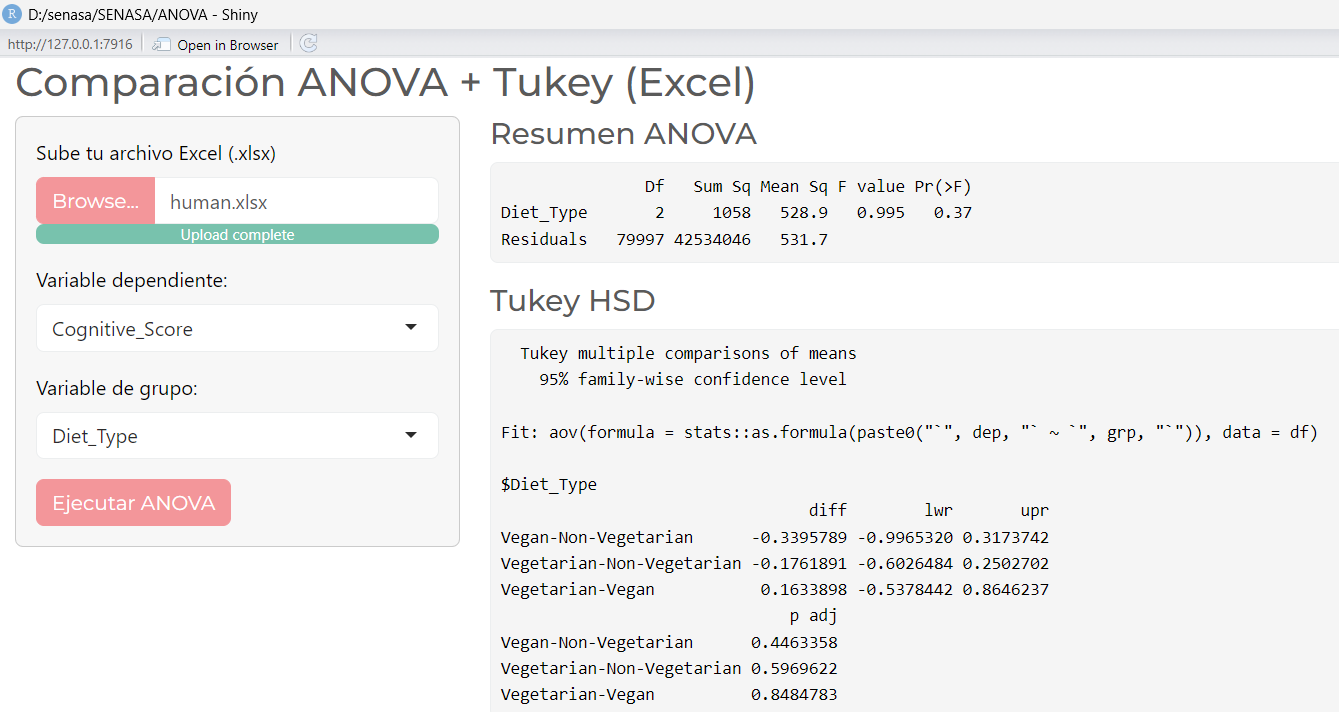 R D:/senasa/SENASA/ANOVA - Shiny
http://127.0.0.1:7916 Open in Browser
Comparación ANOVA + Tukey (Excel)
Sube tu archivo Excel (.xlsx)
Browse... human.xlsx
Upload complete
Variable dependiente:
Cognitive_Score
Variable de grupo:
Diet_Type
Ejecutar ANOVA
Resumen ANOVA
Df Sum Sq Mean Sq F value Pr(>F)
Diet_Type 2 1058 528.9 0.995 0.37
Residuals 79997 42534046 531.7
Tukey HSD
Tukey multiple comparisons of means
95% family-wise confidence level
Fit: aov(formula = stats::as.formula(paste0("`", dep, "` ~ `", grp, "`")), data = df)
$Diet_Type
diff lwr upr
Vegan-Non-Vegetarian -0.3395789 -0.9965320 0.3173742
Vegetarian-Non-Vegetarian -0.1761891 -0.6026484 0.2502702
Vegetarian-Vegan 0.1633898 -0.5378442 0.8646237
p adj
Vegan-Non-Vegetarian 0.4463358
Vegetarian-Non-Vegetarian 0.5969622
Vegetarian-Vegan 0.8484783